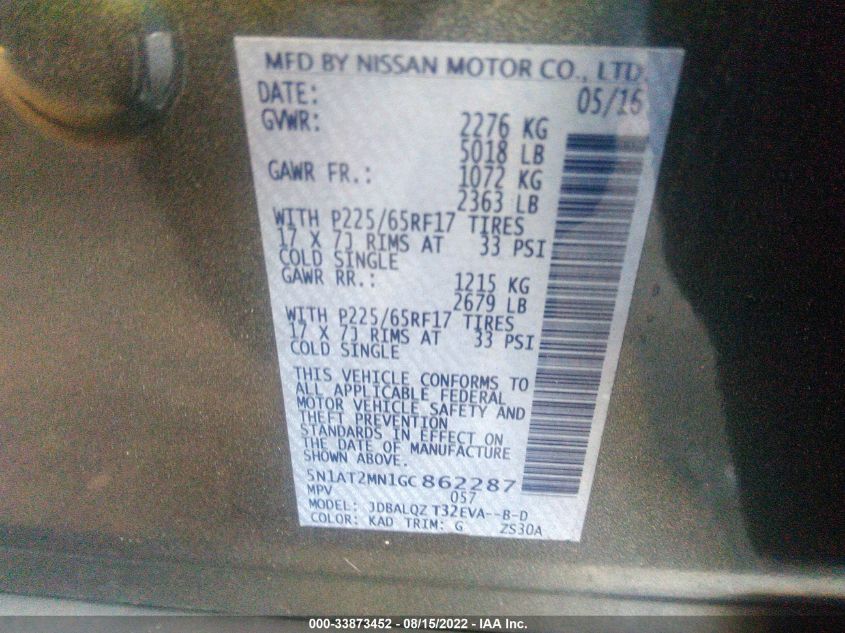 MFD BY NISSAN MOTOR CO., LTD.
DATE: 05/16
GVWR: 2276 KG
5018 LB
GAWR FR.: 1072 KG
2363 LB
WITH P225/65RF17 TIRES
17 X 7J RIMS AT 33 PSI
COLD SINGLE
GAWR RR.: 1215 KG
2679 LB
WITH P225/65RF17 TIRES
17 X 7J RIMS AT 33 PSI
COLD SINGLE
THIS VEHICLE CONFORMS TO
ALL APPLICABLE FEDERAL
MOTOR VEHICLE SAFETY AND
THEFT PREVENTION
STANDARDS IN EFFECT ON
THE DATE OF MANUFACTURE
SHOWN ABOVE.
5N1AT2MN1GC862287
MPV 057
MODEL: JDBALQZ T32EVA--B-D
COLOR: KAD TRIM: G ZS30A
000-33873452 - 08/15/2022 - IAA Inc.